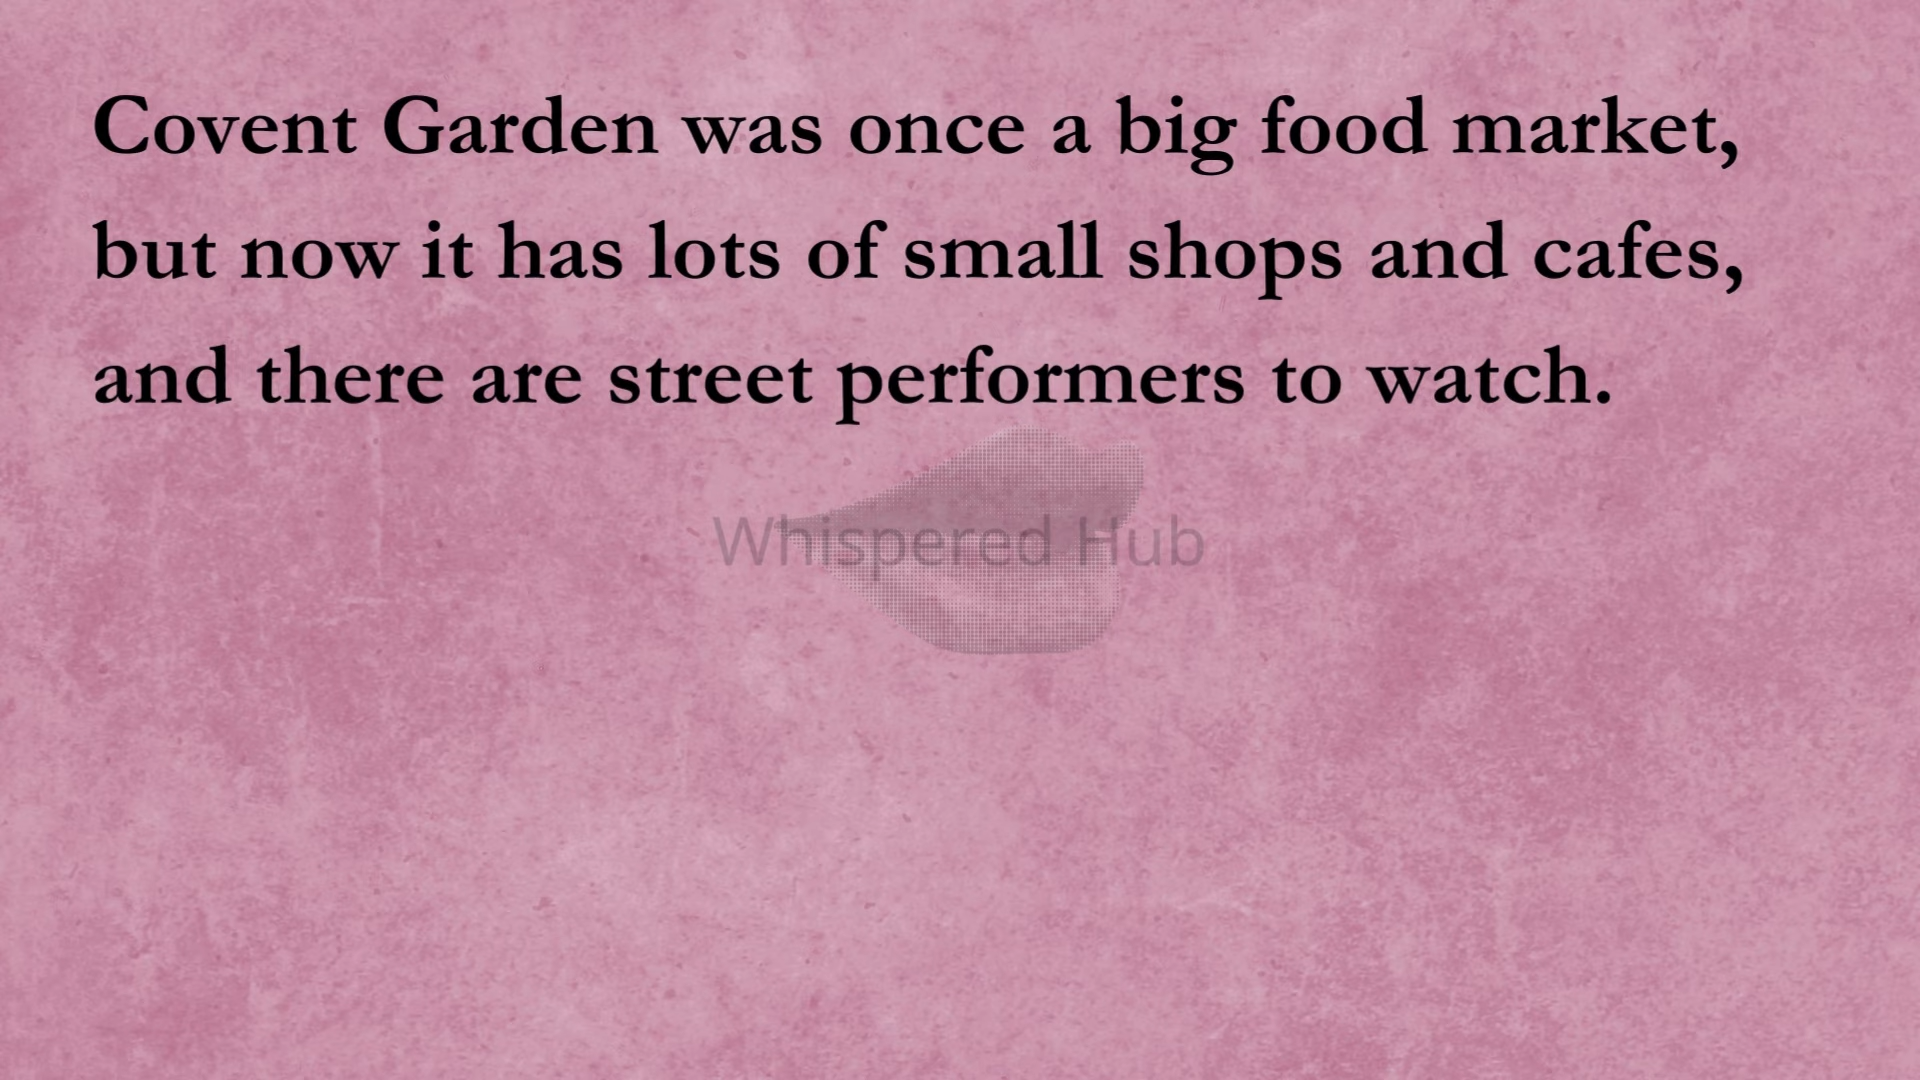 Covent Garden was once a big food market,
but now it has lots of small shops and cafes,
and there are street performers to watch.
Whispered Hub